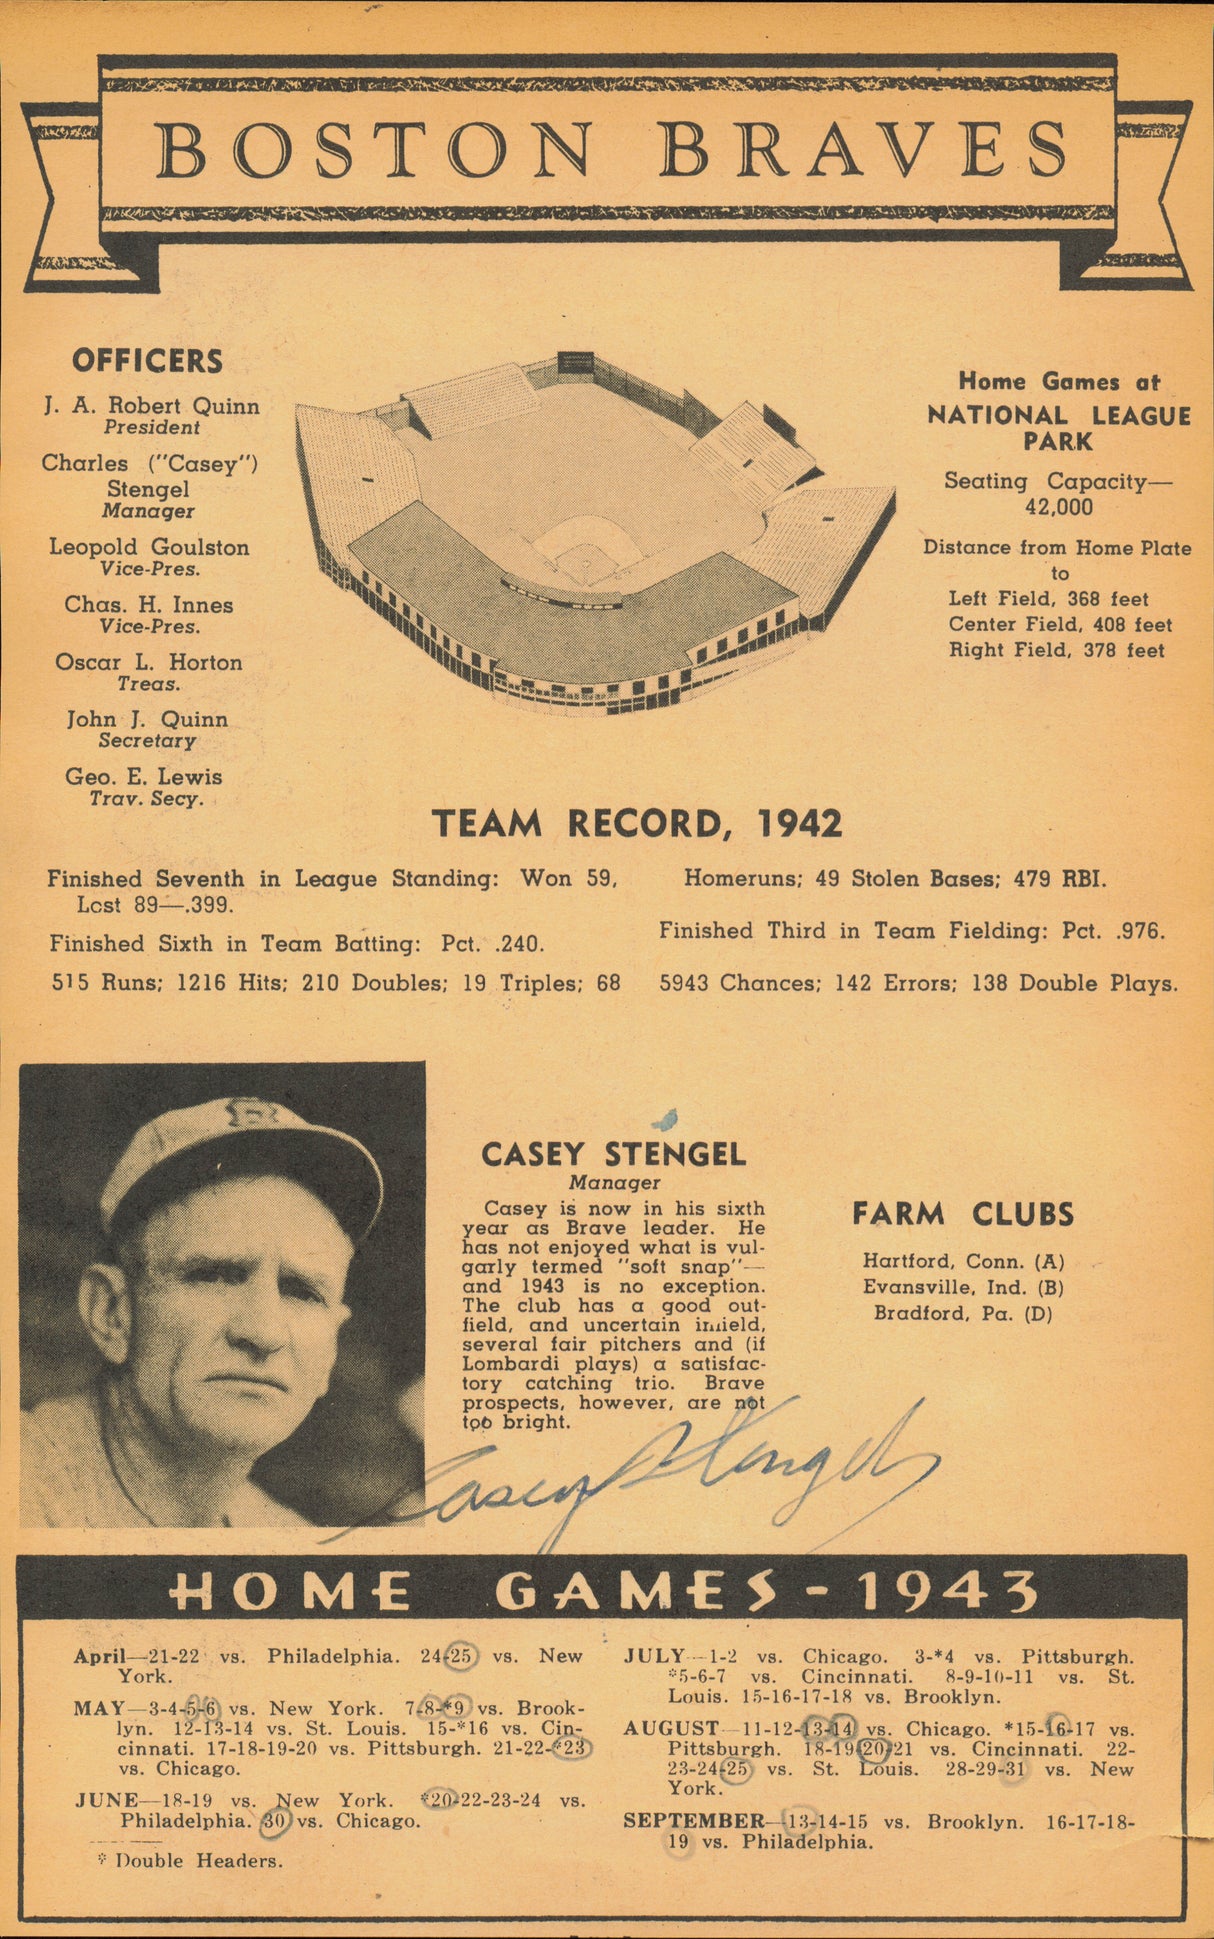 BOSTON BRAVES
OFFICERS
J. A. Robert Quinn
President
Charles ("Casey")
Stengel
Manager
Leopold Goulston
Vice-Pres.
Chas. H. Innes
Vice-Pres.
Oscar L. Horton
Treas.
John J. Quinn
Secretary
Geo. E. Lewis
Trav. Secy.
Home Games at
NATIONAL LEAGUE
PARK
Seating Capacity—
42,000
Distance from Home Plate
to
Left Field, 368 feet
Center Field, 408 feet
Right Field, 378 feet
TEAM RECORD, 1942
Finished Seventh in League Standing: Won 59,
Lost 89—.399.
Finished Sixth in Team Batting: Pct. .240.
515 Runs; 1216 Hits; 210 Doubles; 19 Triples; 68
Homeruns; 49 Stolen Bases; 479 RBI.
Finished Third in Team Fielding: Pct. .976.
5943 Chances; 142 Errors; 138 Double Plays.
B
CASEY STENGEL
Manager
Casey is now in his sixth
year as Brave leader. He
has not enjoyed what is vul-
garly termed "soft snap"—
and 1943 is no exception.
The club has a good out-
field, and uncertain infield,
several fair pitchers and (if
Lombardi plays) a satisfac-
tory catching trio. Brave
prospects, however, are not
too bright.
Casey Stengel
FARM CLUBS
Hartford, Conn. (A)
Evansville, Ind. (B)
Bradford, Pa. (D)
HOME GAMES - 1943
April—21-22 vs. Philadelphia. 24-25 vs. New
York.
MAY—3-4-5-6 vs. New York. 7-8-*9 vs. Brook-
lyn. 12-13-14 vs. St. Louis. 15-*16 vs. Cin-
cinnati. 17-18-19-20 vs. Pittsburgh. 21-22-*23
vs. Chicago.
JUNE—18-19 vs. New York. *20-22-23-24 vs.
Philadelphia. 30 vs. Chicago.
* Double Headers.
JULY—1-2 vs. Chicago. 3-*4 vs. Pittsburgh.
*5-6-7 vs. Cincinnati. 8-9-10-11 vs. St.
Louis. 15-16-17-18 vs. Brooklyn.
AUGUST—11-12-13-14 vs. Chicago. *15-16-17 vs.
Pittsburgh. 18-19-20-21 vs. Cincinnati. 22-
23-24-25 vs. St. Louis. 28-29-31 vs. New
York.
SEPTEMBER—13-14-15 vs. Brooklyn. 16-17-18-
19 vs. Philadelphia.